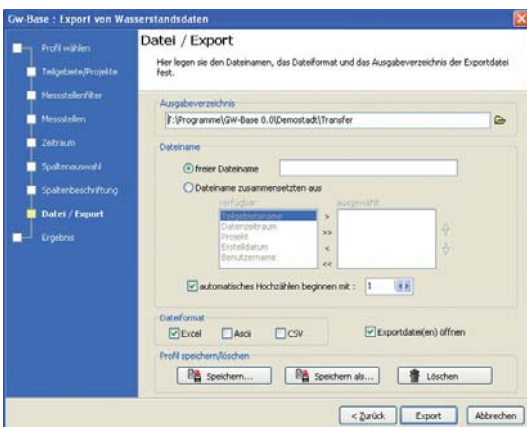 Gw-Base : Export von Wasserstandsdaten
Profil wählen
Teilgebiete/Projekte
Messstellenfilter
Messstellen
Zeitraum
Spaltenauswahl
Spaltenbeschriftung
Datei / Export
Ergebnis
Datei / Export
Hier legen sie den Dateinamen, das Dateiformat und das Ausgabeverzeichnis der Exportdatei
fest.
Ausgabeverzeichnis
F:\Programme\GW-Base 0.0\Demostadt\Transfer
Dateiname
freier Dateiname
Dateiname zusammensetzten aus
verfügbar
ausgewählt
Teilgebietsname
Datenzeitraum
Projekt
Erstelldatum
Benutzername
>
>>
<
<<
automatisches Hochzählen beginnen mit :
1
Dateiformat
Excel
Ascii
CSV
Exportdatei(en) öffnen
Profil speichern/löschen
Speichern...
Speichern als...
Löschen
< Zurück
Export
Abbrechen